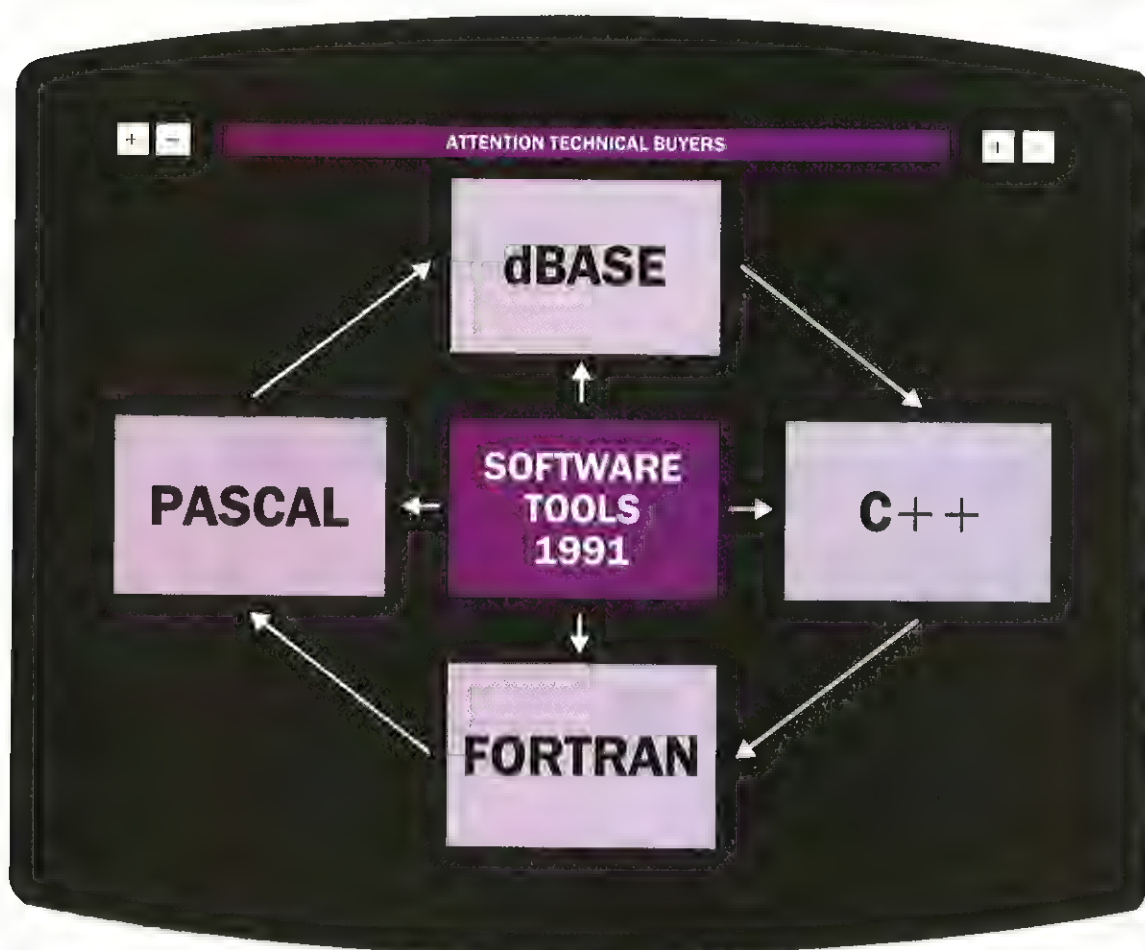 + −
ATTENTION TECHNICAL BUYERS
+ −
dBASE
PASCAL
SOFTWARE
TOOLS
1991
C++
FORTRAN